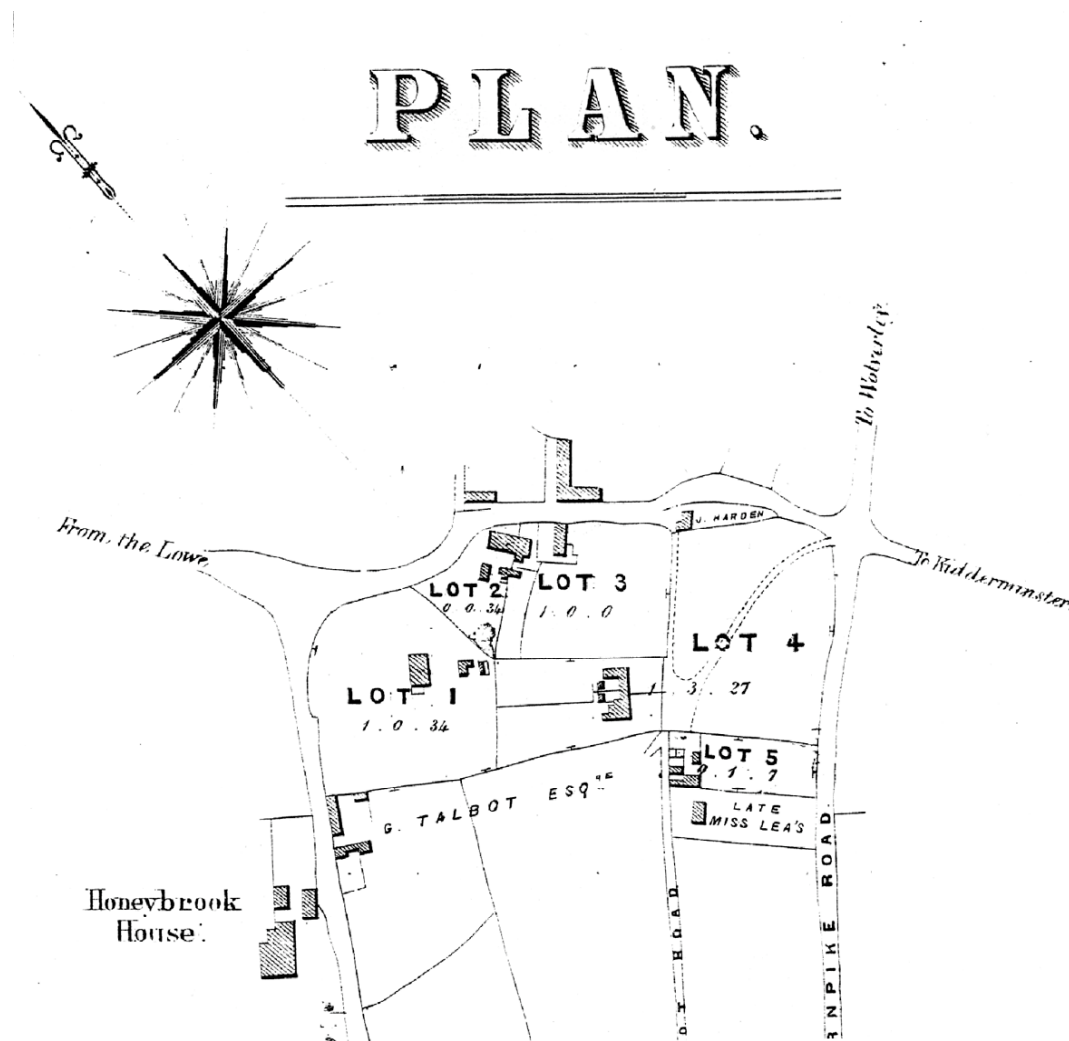 PLAN.
To Wolverley.
From the Lowe
J. HARDEN
To Kidderminster
LOT 2
0 . 0 . 34
LOT 3
1 . 0 . 0
LOT 4
1 . 3 . 27
LOT 1
1 . 0 . 34
LOT 5
0 . 1 . 7
G. TALBOT ESQRE
LATE
MISS LEA'S
Honeybrook
House.
ROAD
RNPIKE ROAD.